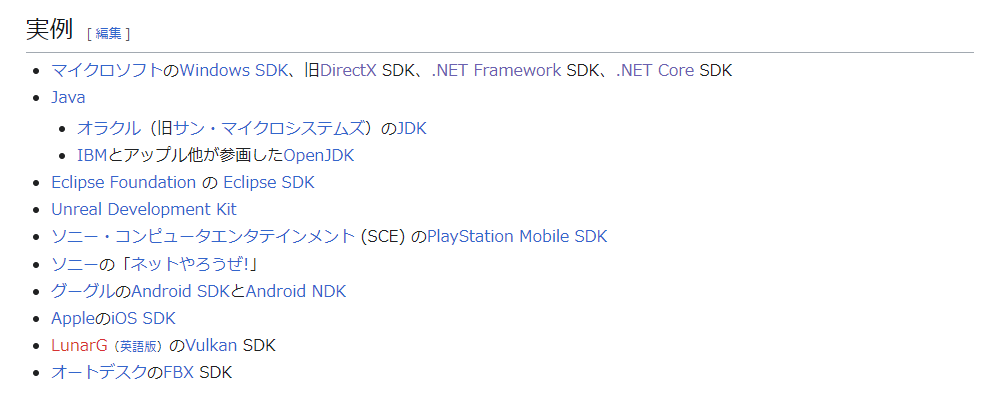 実例 [ 編集 ]
マイクロソフトのWindows SDK、旧DirectX SDK、.NET Framework SDK、.NET Core SDK
Java
オラクル（旧サン・マイクロシステムズ）のJDK
IBMとアップル他が参画したOpenJDK
Eclipse Foundation の Eclipse SDK
Unreal Development Kit
ソニー・コンピュータエンタテインメント (SCE) のPlayStation Mobile SDK
ソニーの「ネットやろうぜ!」
グーグルのAndroid SDKとAndroid NDK
AppleのiOS SDK
LunarG（英語版）のVulkan SDK
オートデスクのFBX SDK